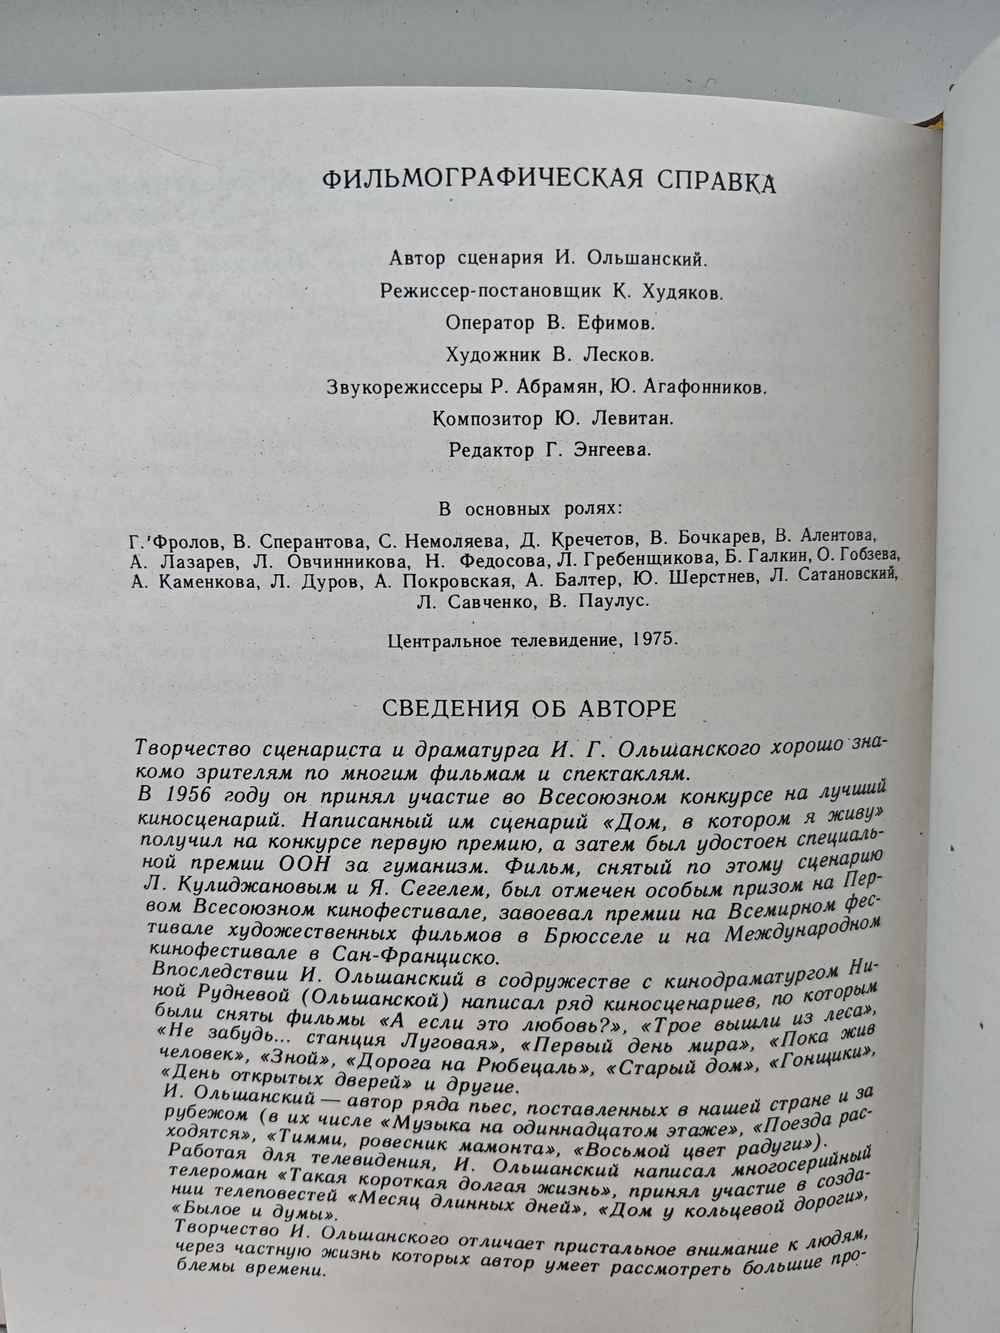 ФИЛЬМОГРАФИЧЕСКАЯ СПРАВКА
Автор сценария И. Ольшанский.
Режиссер-постановщик К. Худяков.
Оператор В. Ефимов.
Художник В. Лесков.
Звукорежиссеры Р. Абрамян, Ю. Агафонников.
Композитор Ю. Левитан.
Редактор Г. Энгеева.
В основных ролях:
Г. Фролов, В. Сперантова, С. Немоляева, Д. Кречетов, В. Бочкарев, В. Алентова,
А. Лазарев, Л. Овчинникова, Н. Федосова, Л. Гребенщикова, Б. Галкин, О. Гобзева,
А. Каменкова, Л. Дуров, А. Покровская, А. Балтер, Ю. Шерстнев, Л. Сатановский,
Л. Савченко, В. Паулус.
Центральное телевидение, 1975.
СВЕДЕНИЯ ОБ АВТОРЕ
Творчество сценариста и драматурга И. Г. Ольшанского хорошо зна-
комо зрителям по многим фильмам и спектаклям.
В 1956 году он принял участие во Всесоюзном конкурсе на лучший
киносценарий. Написанный им сценарий «Дом, в котором я живу»
получил на конкурсе первую премию, а затем был удостоен специаль-
ной премии ООН за гуманизм. Фильм, снятый по этому сценарию
Л. Кулиджановым и Я. Сегелем, был отмечен особым призом на Пер-
вом Всесоюзном кинофестивале, завоевал премии на Всемирном фес-
тивале художественных фильмов в Брюсселе и на Международном
кинофестивале в Сан-Франциско.
Впоследствии И. Ольшанский в содружестве с кинодраматургом Ни-
ной Рудневой (Ольшанской) написал ряд киносценариев, по которым
были сняты фильмы «А если это любовь?», «Трое вышли из леса»,
«Не забудь... станция Луговая», «Первый день мира», «Пока жив
человек», «Зной», «Дорога на Рюбецаль», «Старый дом», «Гонщики»,
«День открытых дверей» и другие.
И. Ольшанский — автор ряда пьес, поставленных в нашей стране и за
рубежом (в их числе «Музыка на одиннадцатом этаже», «Поезда рас-
ходятся», «Тимми, ровесник мамонта», «Восьмой цвет радуги»).
Работая для телевидения, И. Ольшанский написал многосерийный
телероман «Такая короткая долгая жизнь», принял участие в созда-
нии телеповестей «Месяц длинных дней», «Дом у кольцевой дороги»,
«Былое и думы».
Творчество И. Ольшанского отличает пристальное внимание к людям,
через частную жизнь которых автор умеет рассмотреть большие про-
блемы времени.